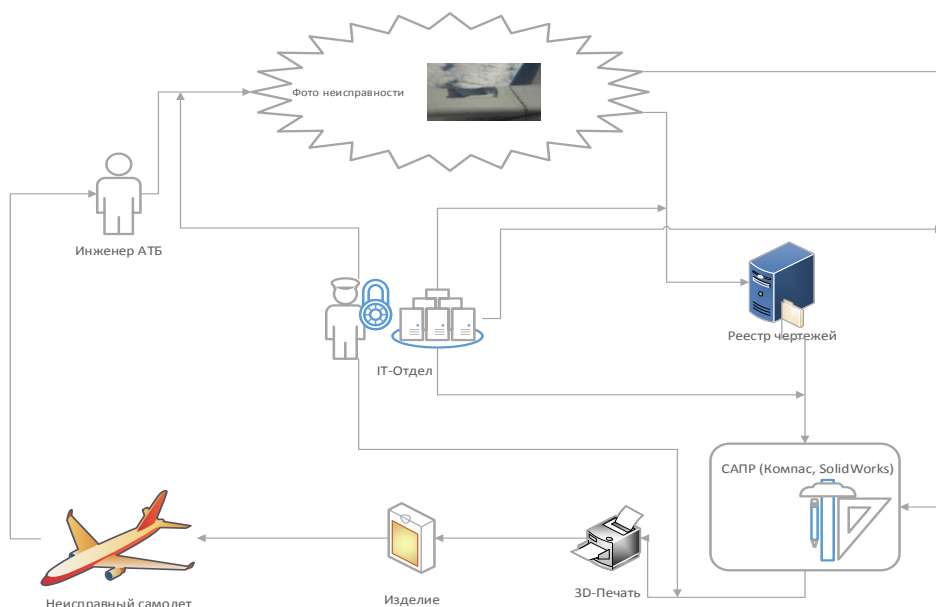 Фото неисправности
Инженер АТБ
Реестр чертежей
IT-Отдел
САПР (Компас, SolidWorks)
Неисправный самолет
Изделие
3D-Печать